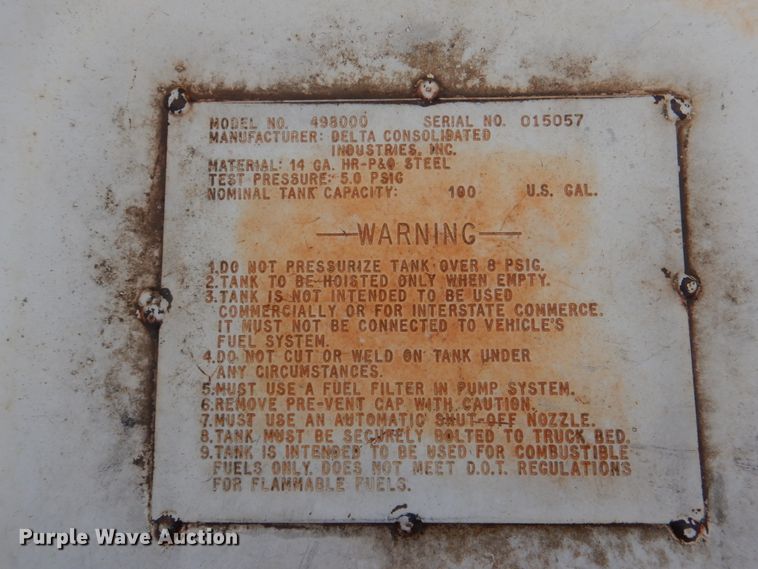 MODEL NO. 498000 SERIAL NO. 015057
MANUFACTURER: DELTA CONSOLIDATED
INDUSTRIES, INC.
MATERIAL: 14 GA. HR-P&O STEEL
TEST PRESSURE: 5.0 PSIG
NOMINAL TANK CAPACITY: 100 U.S. GAL.
WARNING
1. DO NOT PRESSURIZE TANK OVER 8 PSIG.
2. TANK TO BE HOISTED ONLY WHEN EMPTY.
3. TANK IS NOT INTENDED TO BE USED
COMMERCIALLY OR FOR INTERSTATE COMMERCE.
IT MUST NOT BE CONNECTED TO VEHICLE'S
FUEL SYSTEM.
4. DO NOT CUT OR WELD ON TANK UNDER
ANY CIRCUMSTANCES.
5. MUST USE A FUEL FILTER IN PUMP SYSTEM.
6. REMOVE PRE-VENT CAP WITH CAUTION.
7. MUST USE AN AUTOMATIC SHUT-OFF NOZZLE.
8. TANK MUST BE SECURELY BOLTED TO TRUCK BED.
9. TANK IS INTENDED TO BE USED FOR COMBUSTIBLE
FUELS ONLY. DOES NOT MEET D.O.T. REGULATIONS
FOR FLAMMABLE FUELS.
Purple Wave Auction